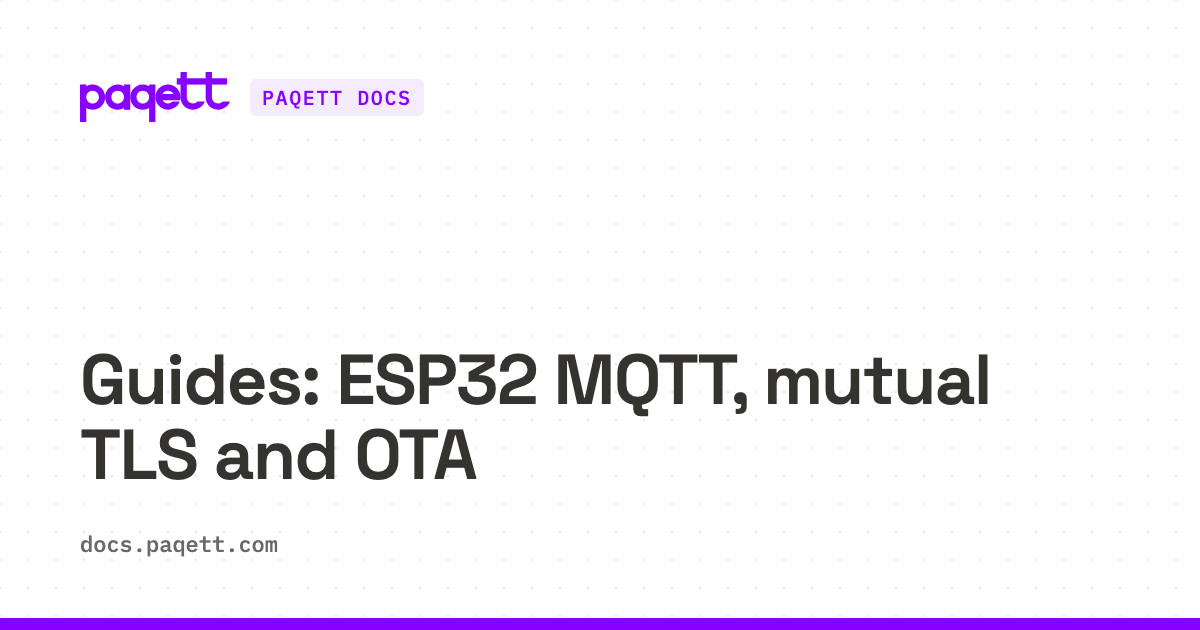 paqett
PAQETT DOCS
Guides: ESP32 MQTT, mutual
TLS and OTA
docs.paqett.com